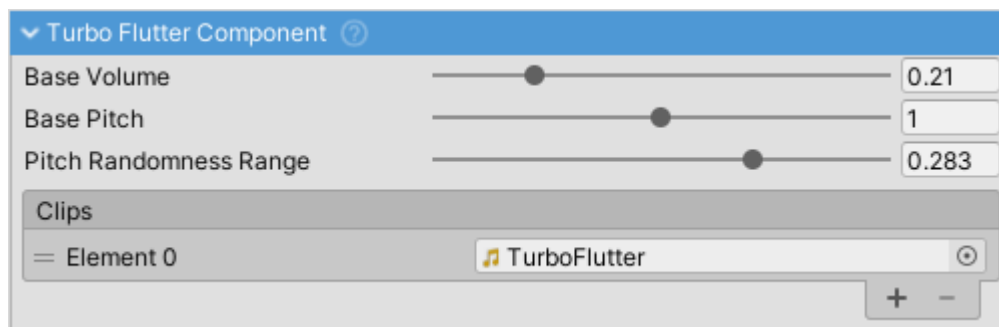 Turbo Flutter Component
Base Volume 0.21
Base Pitch 1
Pitch Randomness Range 0.283
Clips
Element 0 TurboFlutter
+ −